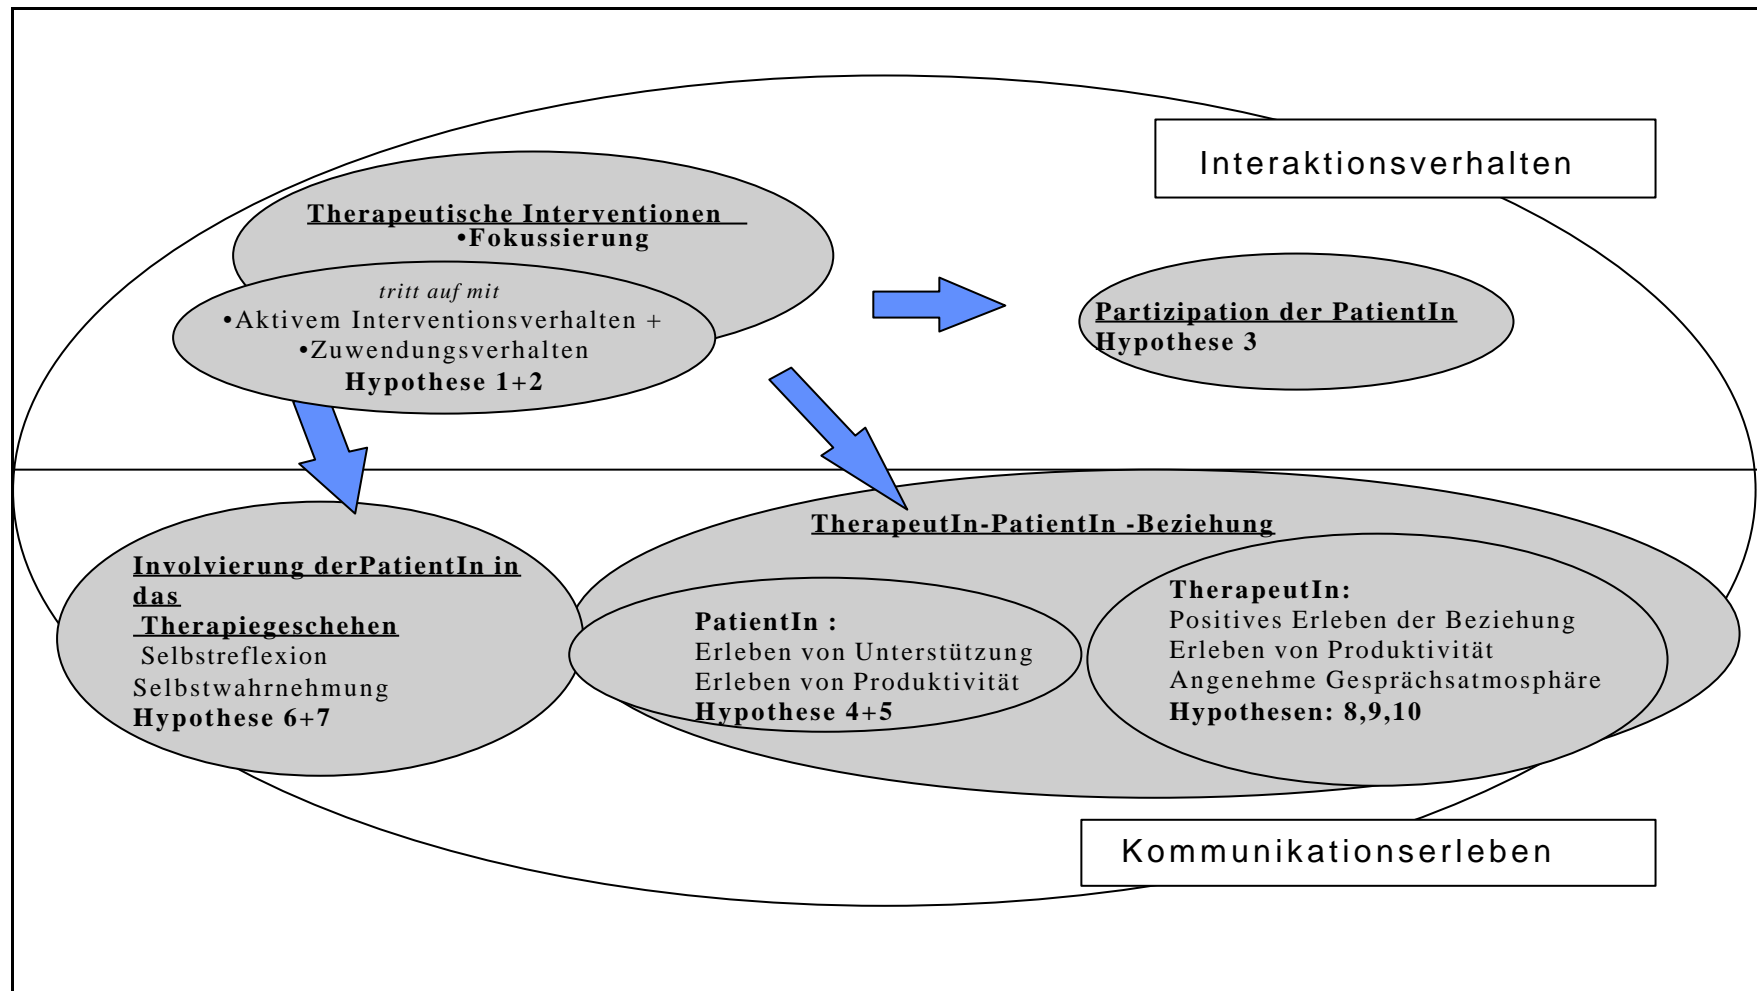 Interaktionsverhalten
Therapeutische Interventionen
•Fokussierung
tritt auf mit
•Aktivem Interventionsverhalten +
•Zuwendungsverhalten
Hypothese 1+2
Partizipation der PatientIn
Hypothese 3
TherapeutIn-PatientIn -Beziehung
Involvierung derPatientIn in
das
Therapiegeschehen
Selbstreflexion
Selbstwahrnehmung
Hypothese 6+7
PatientIn :
Erleben von Unterstützung
Erleben von Produktivität
Hypothese 4+5
TherapeutIn:
Positives Erleben der Beziehung
Erleben von Produktivität
Angenehme Gesprächsatmosphäre
Hypothesen: 8,9,10
Kommunikationserleben